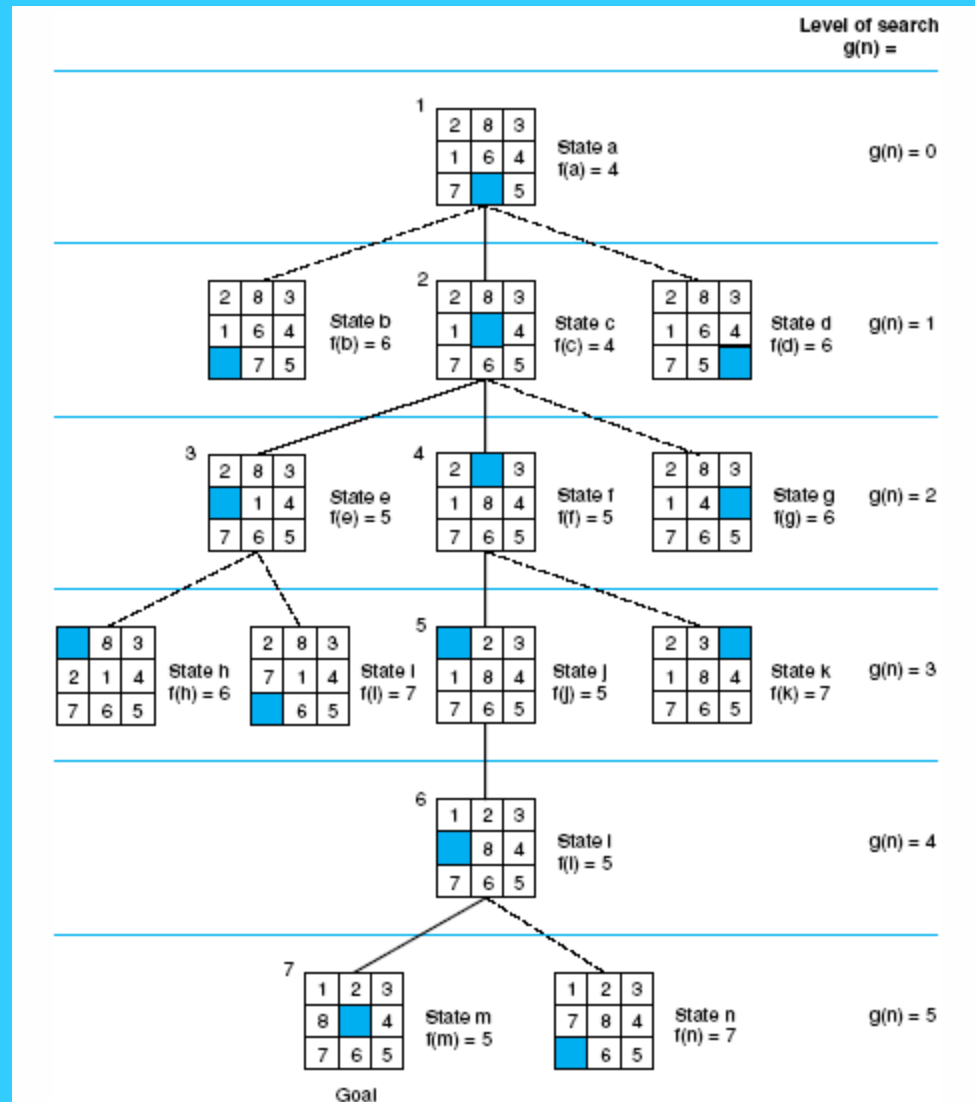 Level of search
g(n) =
1
2 8 3
1 6 4
7 5
State a
f(a) = 4
g(n) = 0
2 8 3
1 6 4
7 5
State b
f(b) = 6
2
2 8 3
1 4
7 6 5
State c
f(c) = 4
2 8 3
1 6 4
7 5
State d
f(d) = 6
g(n) = 1
3
2 8 3
1 4
7 6 5
State e
f(e) = 5
4
2 3
1 8 4
7 6 5
State f
f(f) = 5
2 8 3
1 4
7 6 5
State g
f(g) = 6
g(n) = 2
8 3
2 1 4
7 6 5
State h
f(h) = 6
2 8 3
7 1 4
6 5
State i
f(i) = 7
5
2 3
1 8 4
7 6 5
State j
f(j) = 5
2 3
1 8 4
7 6 5
State k
f(k) = 7
g(n) = 3
6
1 2 3
8 4
7 6 5
State l
f(l) = 5
g(n) = 4
7
1 2 3
8 4
7 6 5
State m
f(m) = 5
Goal
1 2 3
7 8 4
6 5
State n
f(n) = 7
g(n) = 5